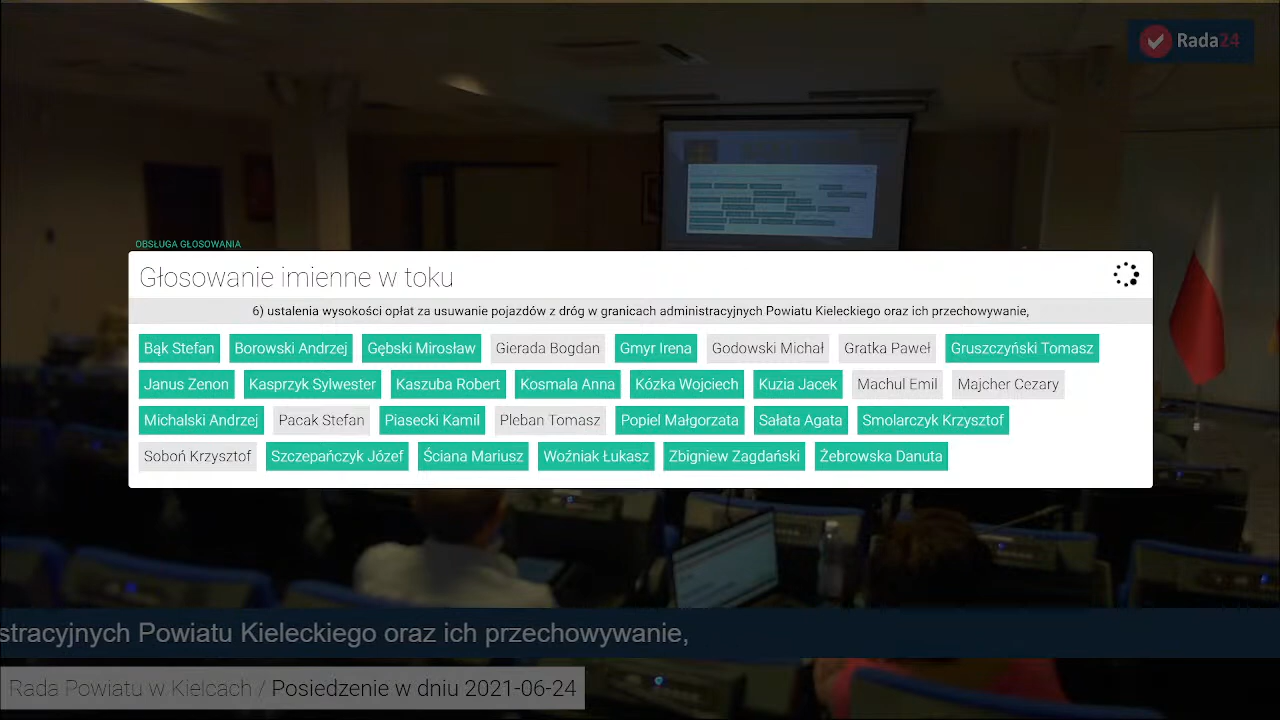 Rada24
OBSŁUGA GŁOSOWANIA
Głosowanie imienne w toku
6) ustalenia wysokości opłat za usuwanie pojazdów z dróg w granicach administracyjnych Powiatu Kieleckiego oraz ich przechowywanie,
Bąk Stefan Borowski Andrzej Gębski Mirosław Gierada Bogdan Gmyr Irena Godowski Michał Gratka Paweł Gruszczyński Tomasz
Janus Zenon Kasprzyk Sylwester Kaszuba Robert Kosmala Anna Kózka Wojciech Kuzia Jacek Machul Emil Majcher Cezary
Michalski Andrzej Pacak Stefan Piasecki Kamil Pleban Tomasz Popiel Małgorzata Sałata Agata Smolarczyk Krzysztof
Soboń Krzysztof Szczepańczyk Józef Ściana Mariusz Woźniak Łukasz Zbigniew Zagdański Żebrowska Danuta
stracyjnych Powiatu Kieleckiego oraz ich przechowywanie,
Rada Powiatu w Kielcach / Posiedzenie w dniu 2021-06-24